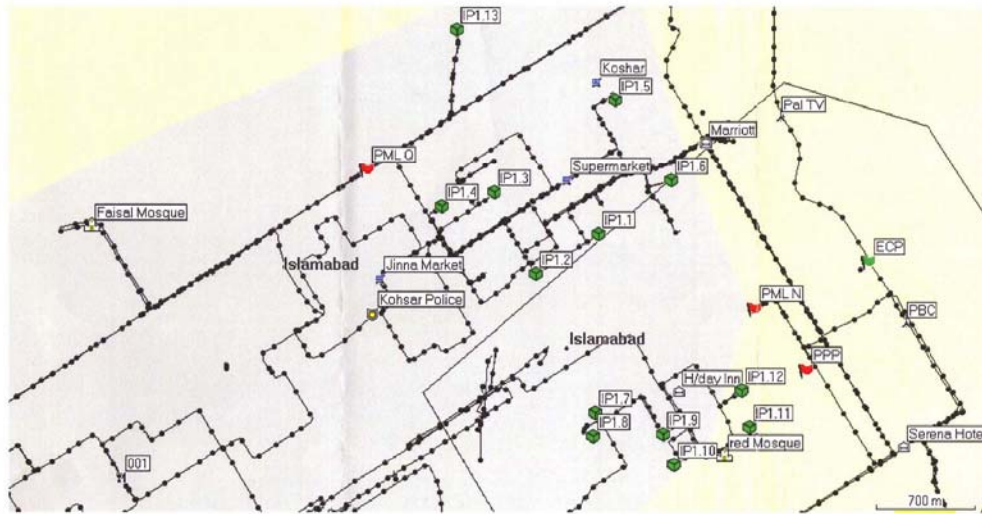 IP1.13
Koshar
IP1.5
Pal TV
Marriott
PML Q
Supermarket
IP1.6
IP1.3
IP1.4
Faisal Mosque
IP1.1
ECP
Islamabad
Jinna Market
IP1.2
Kohsar Police
PML N
PBC
Islamabad
PPP
H/day Inn
IP1.12
IP1.7
IP1.8
IP1.9
IP1.11
red Mosque
IP1.10
Serena Hote
001
700 m